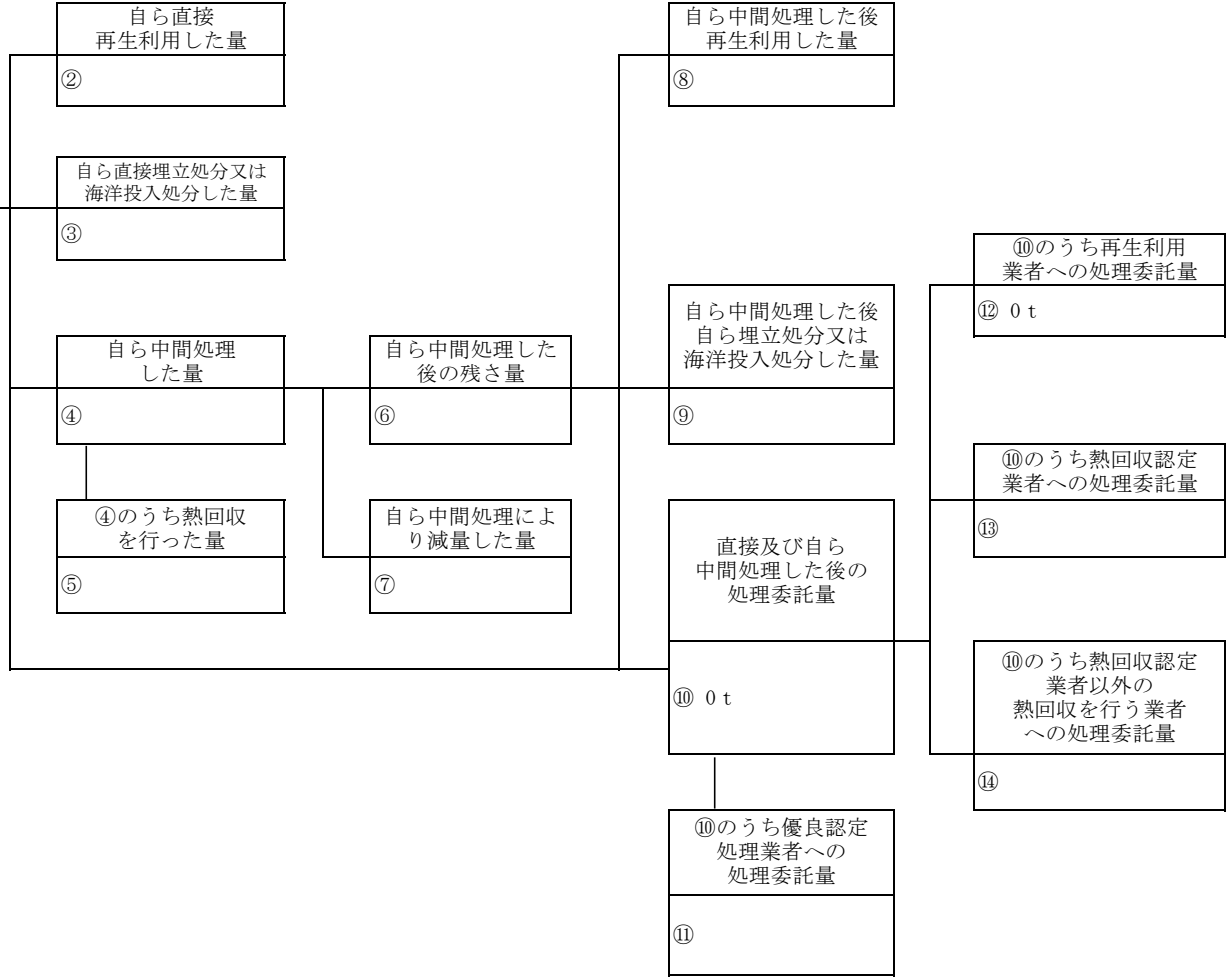 自ら直接
再生利用した量
②
自ら直接埋立処分又は
海洋投入処分した量
③
自ら中間処理
した量
④
④のうち熱回収
を行った量
⑤
自ら中間処理した
後の残さ量
⑥
自ら中間処理によ
り減量した量
⑦
自ら中間処理した後
再生利用した量
⑧
自ら中間処理した後
自ら埋立処分又は
海洋投入処分した量
⑨
直接及び自ら
中間処理した後の
処理委託量
⑩ 0 t
⑩のうち優良認定
処理業者への
処理委託量
⑪
⑩のうち再生利用
業者への処理委託量
⑫ 0 t
⑩のうち熱回収認定
業者への処理委託量
⑬
⑩のうち熱回収認定
業者以外の
熱回収を行う業者
への処理委託量
⑭